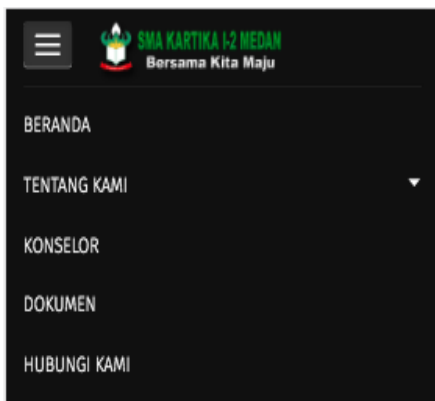 SMA KARTIKA I-2 MEDAN
Bersama Kita Maju
BERANDA
TENTANG KAMI
KONSELOR
DOKUMEN
HUBUNGI KAMI